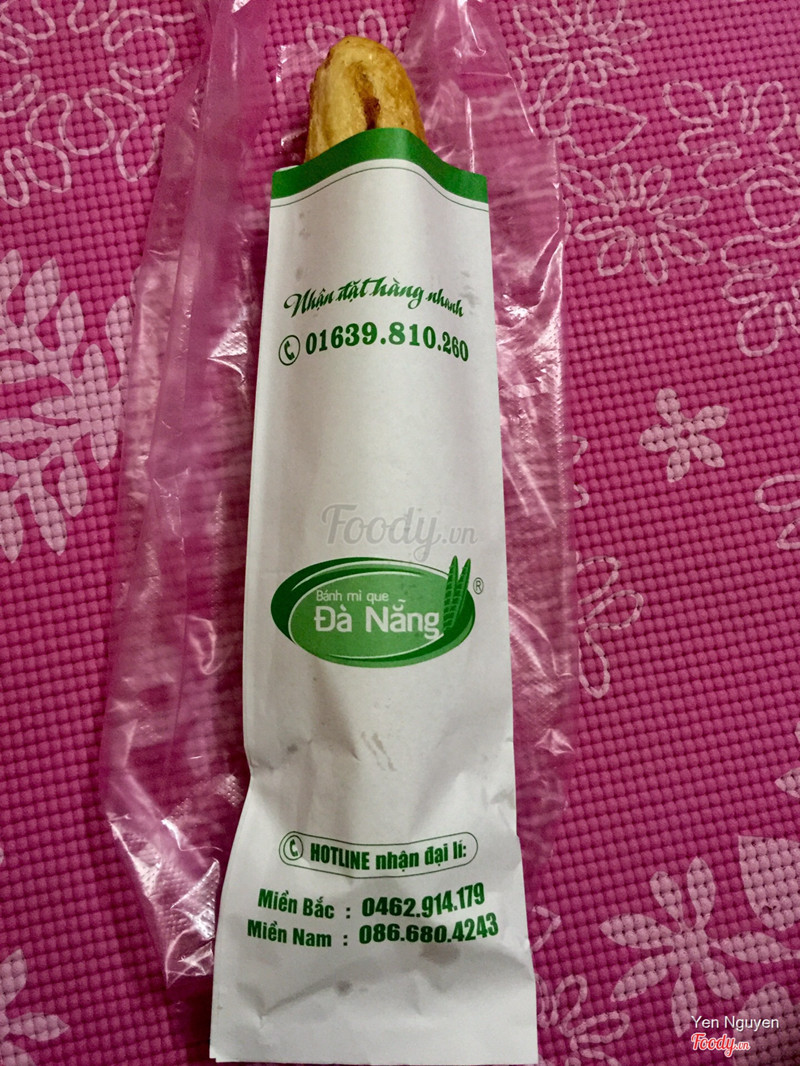 Nhận đặt hàng nhanh
01639.810.260
Foody.vn
Bánh mì que
Đà Nẵng ®
HOTLINE nhận đại lí:
Miền Bắc : 0462.914.179
Miền Nam : 086.680.4243
Yen Nguyen
Foody.vn